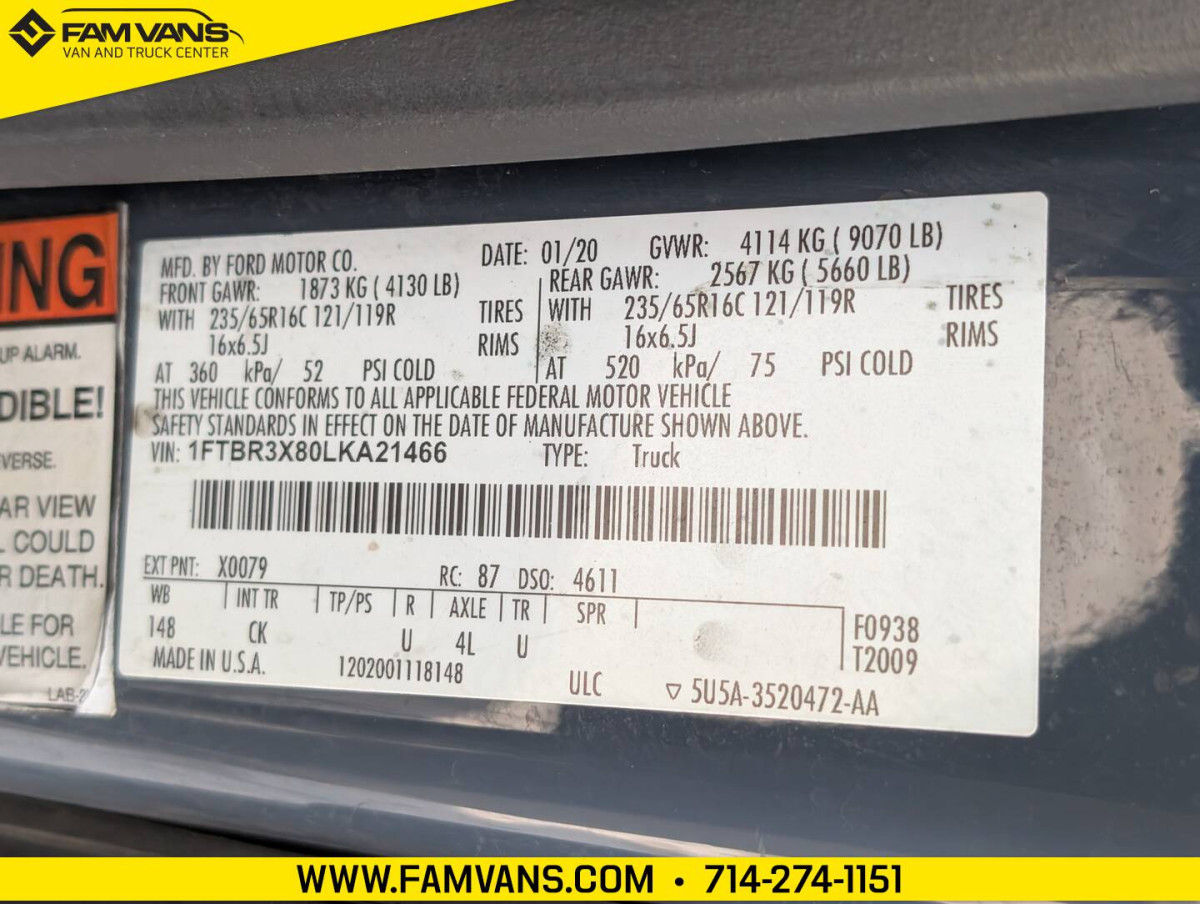 FAM VANS
VAN AND TRUCK CENTER
ING
UP ALARM.
DIBLE!
VERSE.
AR VIEW
COULD
R DEATH.
LE FOR
VEHICLE.
LAB-2
MFD. BY FORD MOTOR CO. DATE: 01/20 GVWR: 4114 KG ( 9070 LB)
FRONT GAWR: 1873 KG ( 4130 LB) REAR GAWR: 2567 KG ( 5660 LB)
WITH 235/65R16C 121/119R TIRES WITH 235/65R16C 121/119R TIRES
16x6.5J RIMS 16x6.5J RIMS
AT 360 kPa/ 52 PSI COLD AT 520 kPa/ 75 PSI COLD
THIS VEHICLE CONFORMS TO ALL APPLICABLE FEDERAL MOTOR VEHICLE
SAFETY STANDARDS IN EFFECT ON THE DATE OF MANUFACTURE SHOWN ABOVE.
VIN: 1FTBR3X80LKA21466 TYPE: Truck
EXT PNT: X0079 RC: 87 DSO: 4611
WB INT TR TP/PS R AXLE TR SPR F0938
148 CK U 4L U T2009
MADE IN U.S.A. 1202001118148 ULC ▽ 5U5A-3520472-AA
WWW.FAMVANS.COM • 714-274-1151